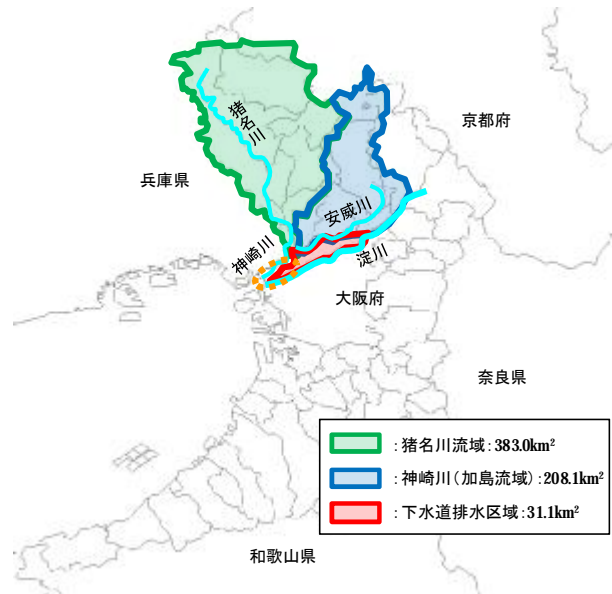 京都府
猪名川
兵庫県
安威川
神崎川
淀川
大阪府
奈良県
：猪名川流域：383.0km²
：神崎川（加島流域）：208.1km²
：下水道排水区域：31.1km²
和歌山県